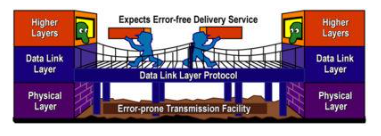 Higher
Layers
Expects Error-free Delivery Service
Higher
Layers
Data Link
Layer
Data Link Layer Protocol
Data Link
Layer
Physical
Layer
Error-prone Transmission Facility
Physical
Layer